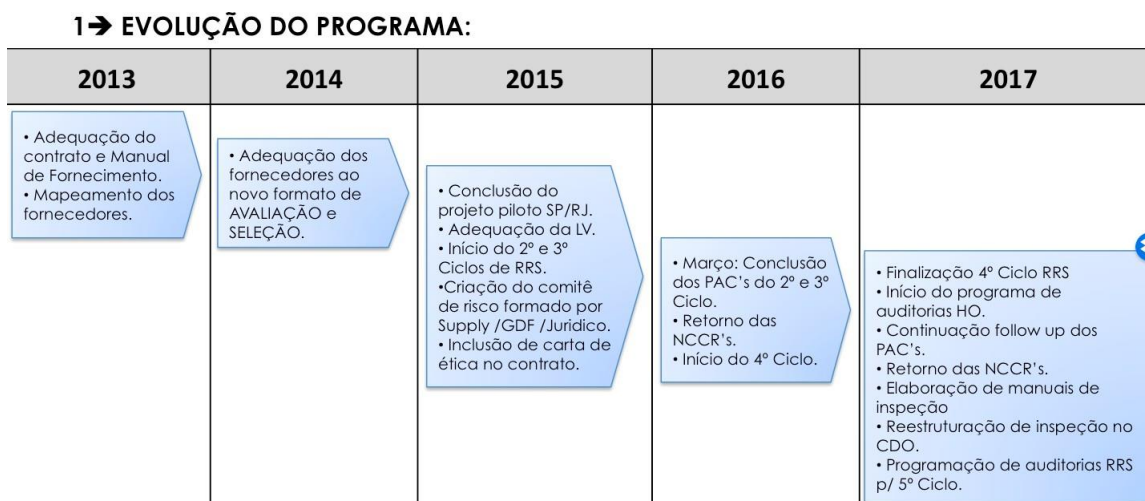 1➔ EVOLUÇÃO DO PROGRAMA:
2013
2014
2015
2016
2017
• Adequação do
contrato e Manual
de Fornecimento.
• Mapeamento dos
fornecedores.
• Adequação dos
fornecedores ao
novo formato de
AVALIAÇÃO e
SELEÇÃO.
• Conclusão do
projeto piloto SP/RJ.
• Adequação da LV.
• Início do 2º e 3º
Ciclos de RRS.
•Criação do comitê
de risco formado por
Supply /GDF /Juridico.
• Inclusão de carta de
ética no contrato.
• Março: Conclusão
dos PAC's do 2º e 3º
Ciclo.
• Retorno das
NCCR's.
• Início do 4º Ciclo.
• Finalização 4º Ciclo RRS
• Início do programa de
auditorias HO.
• Continuação follow up dos
PAC's.
• Retorno das NCCR's.
• Elaboração de manuais de
inspeção
• Reestruturação de inspeção no
CDO.
• Programação de auditorias RRS
p/ 5º Ciclo.